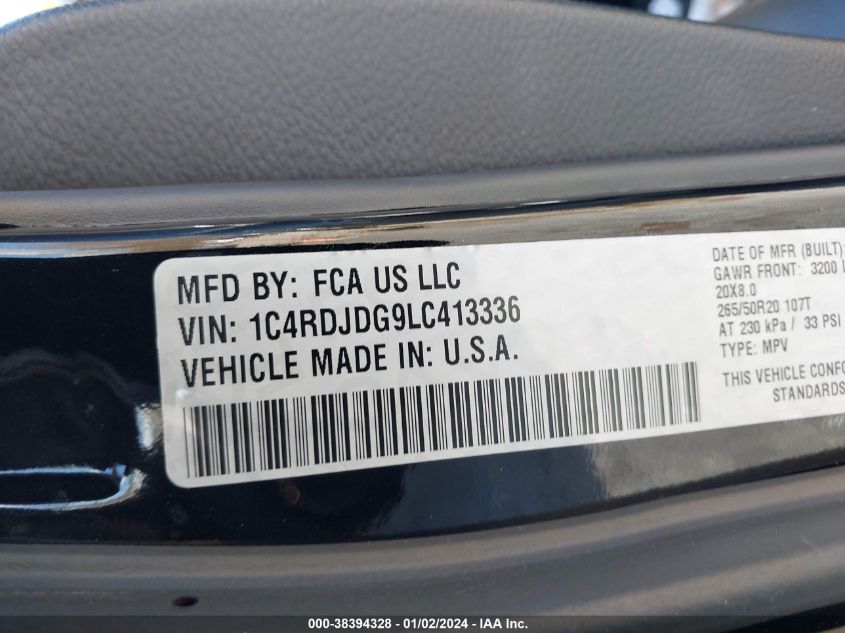 MFD BY: FCA US LLC
VIN: 1C4RDJDG9LC413336
VEHICLE MADE IN: U.S.A.
DATE OF MFR (BUILT):
GAWR FRONT: 3200
20X8.0
265/50R20 107T
AT 230 kPa / 33 PSI
TYPE: MPV
THIS VEHICLE
STANDARDS
000-38394328 - 01/02/2024 - IAA Inc.